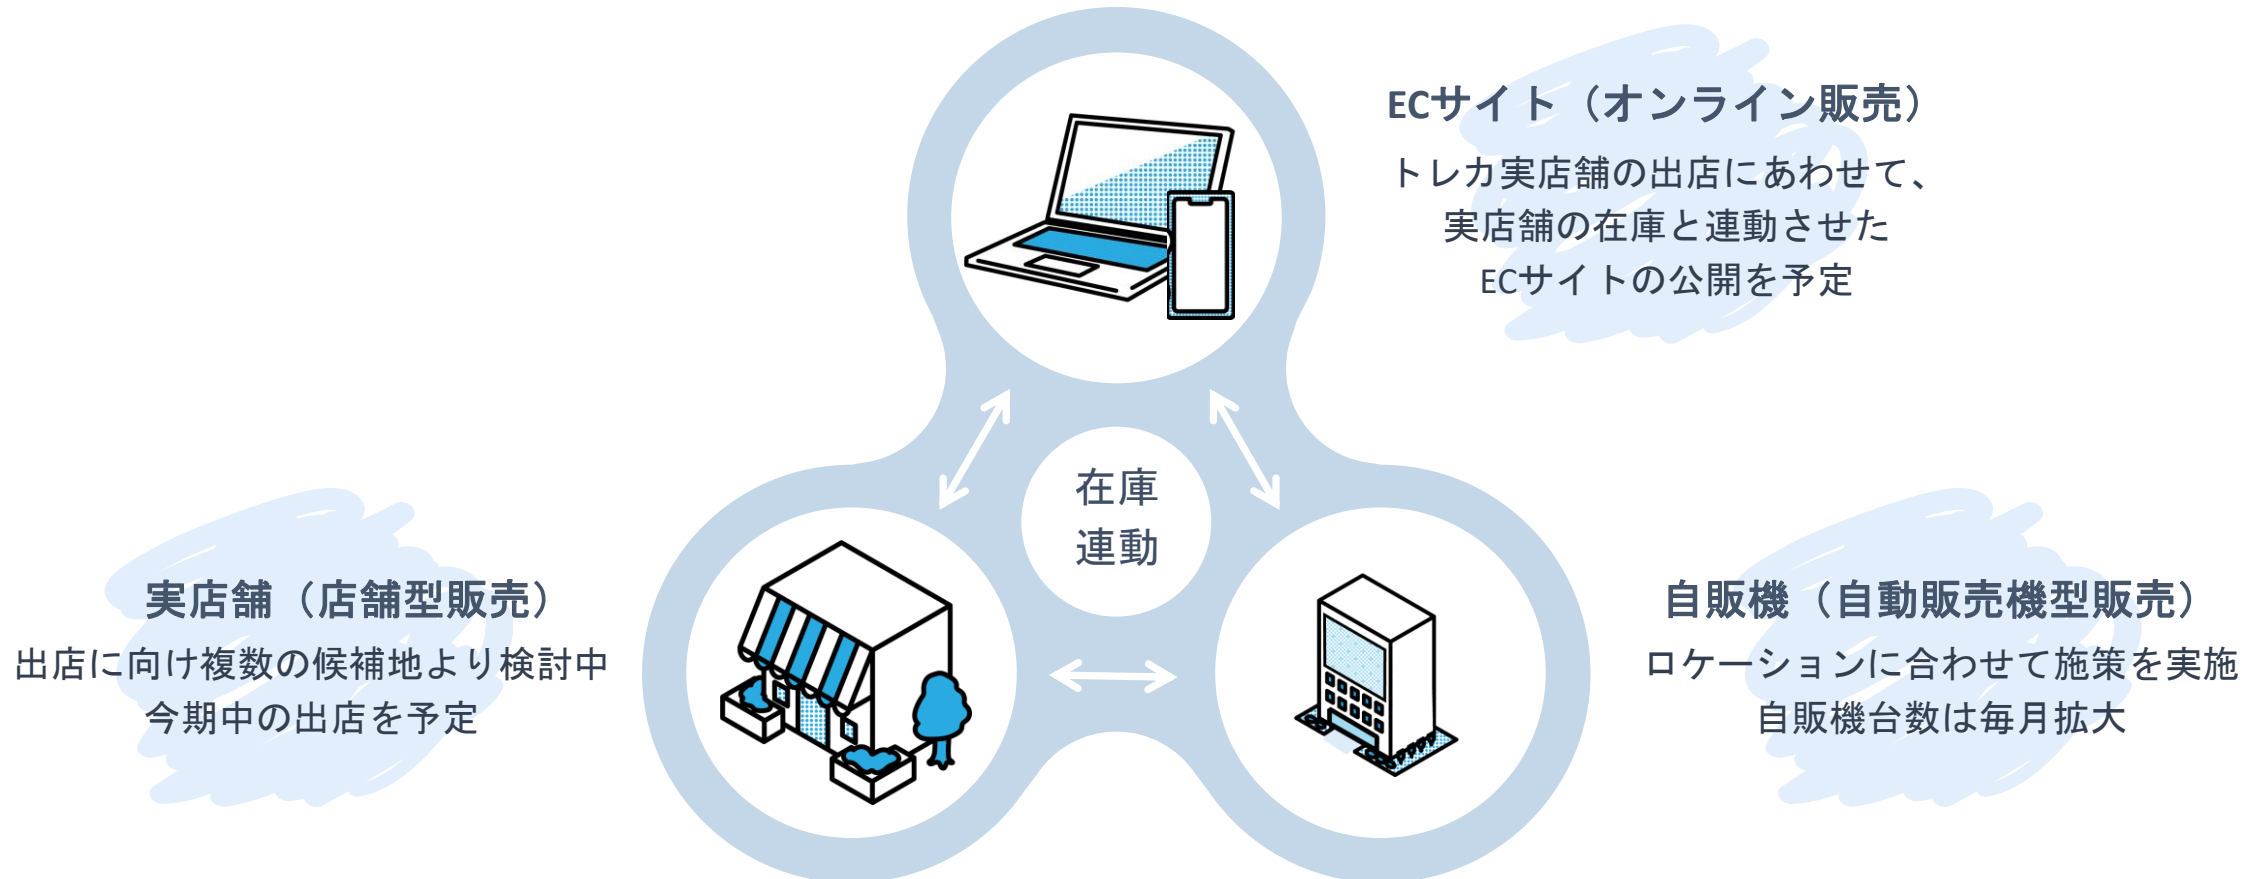 ECサイト（オンライン販売）
トレカ実店舗の出店にあわせて、
実店舗の在庫と連動させた
ECサイトの公開を予定
在庫
連動
実店舗（店舗型販売）
出店に向け複数の候補地より検討中
今期中の出店を予定
自販機（自動販売機型販売）
ロケーションに合わせて施策を実施
自販機台数は毎月拡大